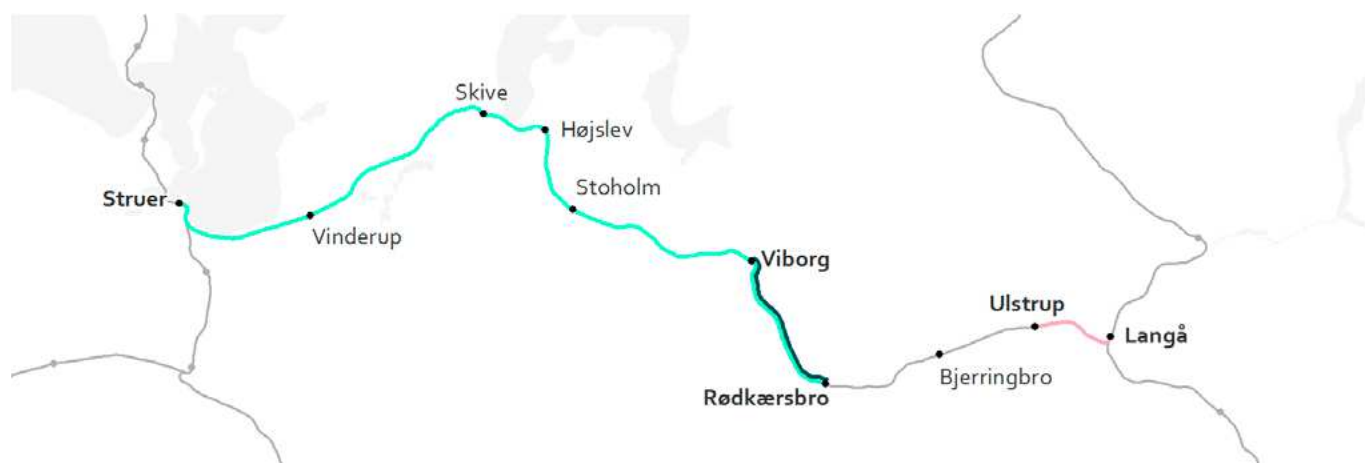 Skive
Højslev
Stoholm
Struer
Vinderup
Viborg
Ulstrup
Langå
Bjerringbro
Rødkærsbro